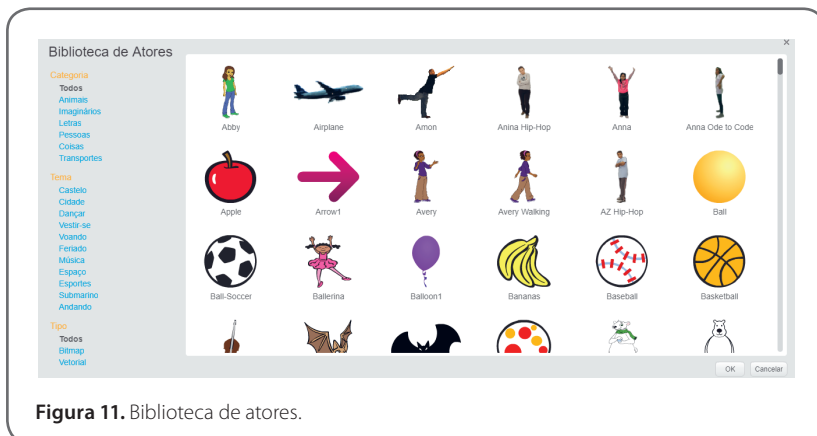 Biblioteca de Atores
×
Categoria
Todos
Animais
Imaginários
Letras
Pessoas
Coisas
Transportes
Tema
Castelo
Cidade
Dançar
Vestir-se
Voando
Feriado
Música
Espaço
Esportes
Submarino
Andando
Tipo
Todos
Bitmap
Vetorial
Abby Airplane Amon Anina Hip-Hop Anna Anna Ode to Code
Apple Arrow1 Avery Avery Walking AZ Hip-Hop Ball
Ball-Soccer Ballerina Balloon1 Bananas Baseball Basketball
OK Cancelar
Figura 11. Biblioteca de atores.